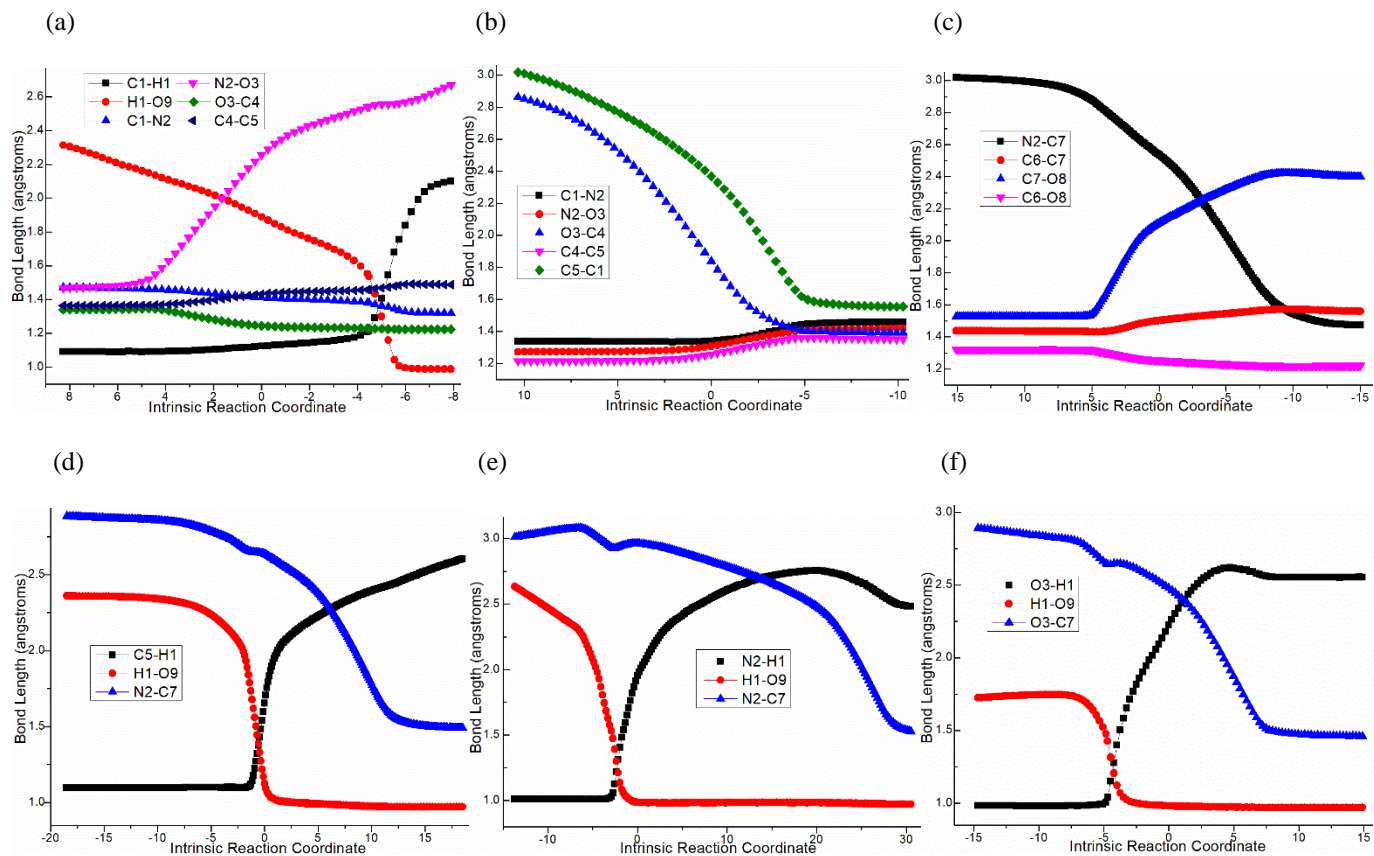 (a)
(b)
(c)
C1-H1
H1-O9
C1-N2
N2-O3
O3-C4
C4-C5
Bond Length (angstroms)
2.6
2.4
2.2
2.0
1.8
1.6
1.4
1.2
1.0
8 6 4 2 0 -2 -4 -6 -8
Intrinsic Reaction Coordinate
C1-N2
N2-O3
O3-C4
C4-C5
C5-C1
Bond Length (angstroms)
3.0
2.8
2.6
2.4
2.2
2.0
1.8
1.6
1.4
1.2
10 5 0 -5 -10
Intrinsic Reaction Coordinate
N2-C7
C6-C7
C7-O8
C6-O8
Bond Length (angstroms)
3.0
2.8
2.6
2.4
2.2
2.0
1.8
1.6
1.4
1.2
15 10 5 0 -5 -10 -15
Intrinsic Reaction Coordinate
(d)
(e)
(f)
C5-H1
H1-O9
N2-C7
Bond Length (angstroms)
2.5
2.0
1.5
1.0
-20 -15 -10 -5 0 5 10 15
Intrinsic Reaction Coordinate
N2-H1
H1-O9
N2-C7
Bond Length (angstroms)
3.0
2.5
2.0
1.5
1.0
-10 0 10 20 30
Intrinsic Reaction Coordinate
O3-H1
H1-O9
O3-C7
Bond Length (angstroms)
3.0
2.5
2.0
1.5
1.0
-15 -10 -5 0 5 10 15
Intrinsic Reaction Coordinate